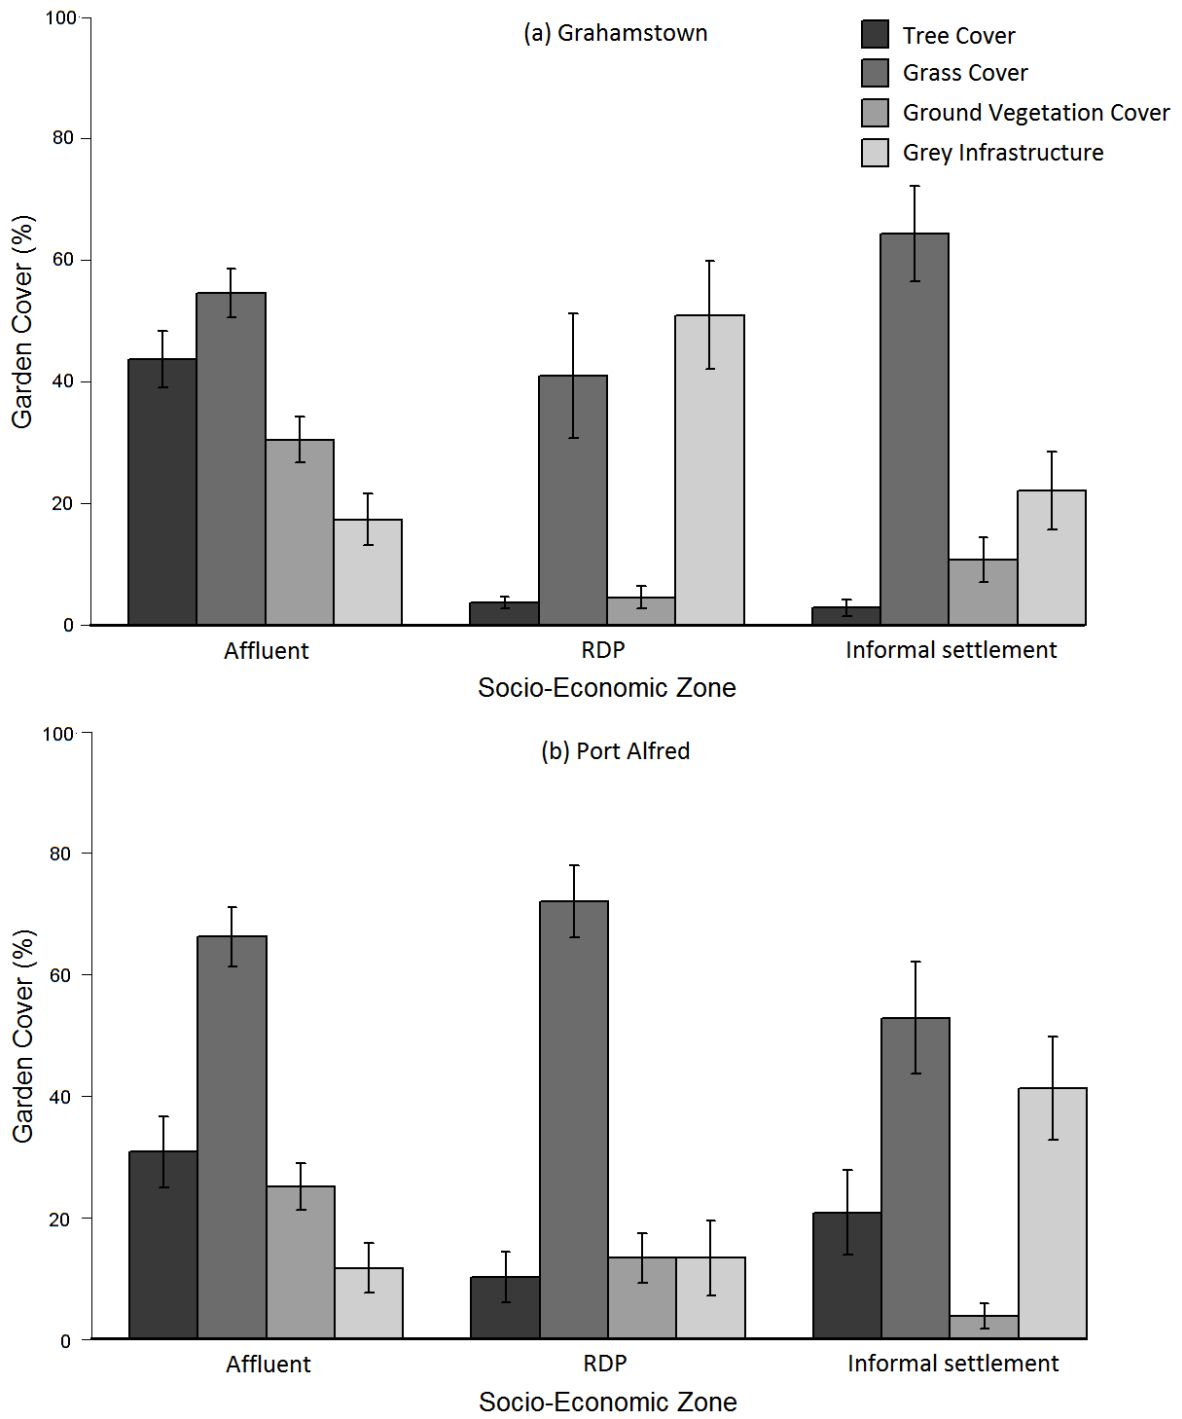 (a) Grahamstown
Tree Cover
Grass Cover
Ground Vegetation Cover
Grey Infrastructure
100
80
60
40
20
0
Garden Cover (%)
Affluent
RDP
Informal settlement
Socio-Economic Zone
(b) Port Alfred
100
80
60
40
20
0
Garden Cover (%)
Affluent
RDP
Informal settlement
Socio-Economic Zone